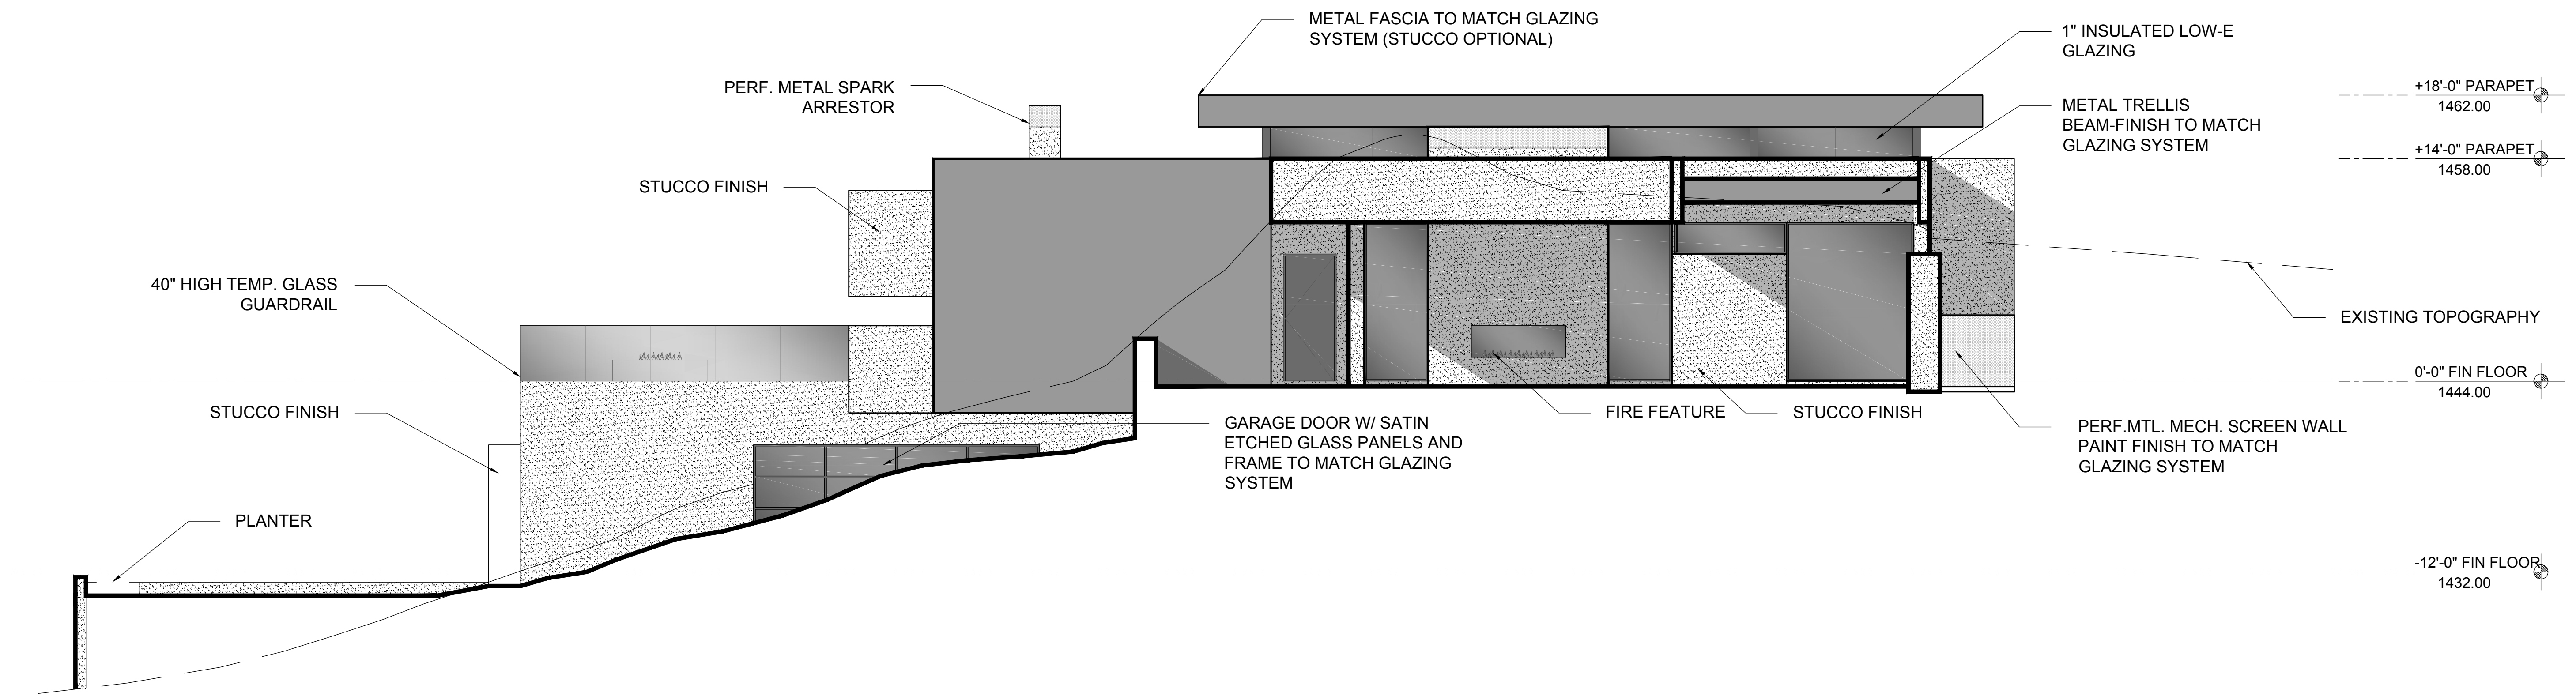 METAL FASCIA TO MATCH GLAZING
SYSTEM (STUCCO OPTIONAL)
1" INSULATED LOW-E
GLAZING
PERF. METAL SPARK
ARRESTOR
+18'-0" PARAPET
1462.00
METAL TRELLIS
BEAM-FINISH TO MATCH
GLAZING SYSTEM
+14'-0" PARAPET
1458.00
STUCCO FINISH
40" HIGH TEMP. GLASS
GUARDRAIL
EXISTING TOPOGRAPHY
0'-0" FIN FLOOR
1444.00
STUCCO FINISH
GARAGE DOOR W/ SATIN
ETCHED GLASS PANELS AND
FRAME TO MATCH GLAZING
SYSTEM
FIRE FEATURE
STUCCO FINISH
PERF.MTL. MECH. SCREEN WALL
PAINT FINISH TO MATCH
GLAZING SYSTEM
PLANTER
-12'-0" FIN FLOOR
1432.00